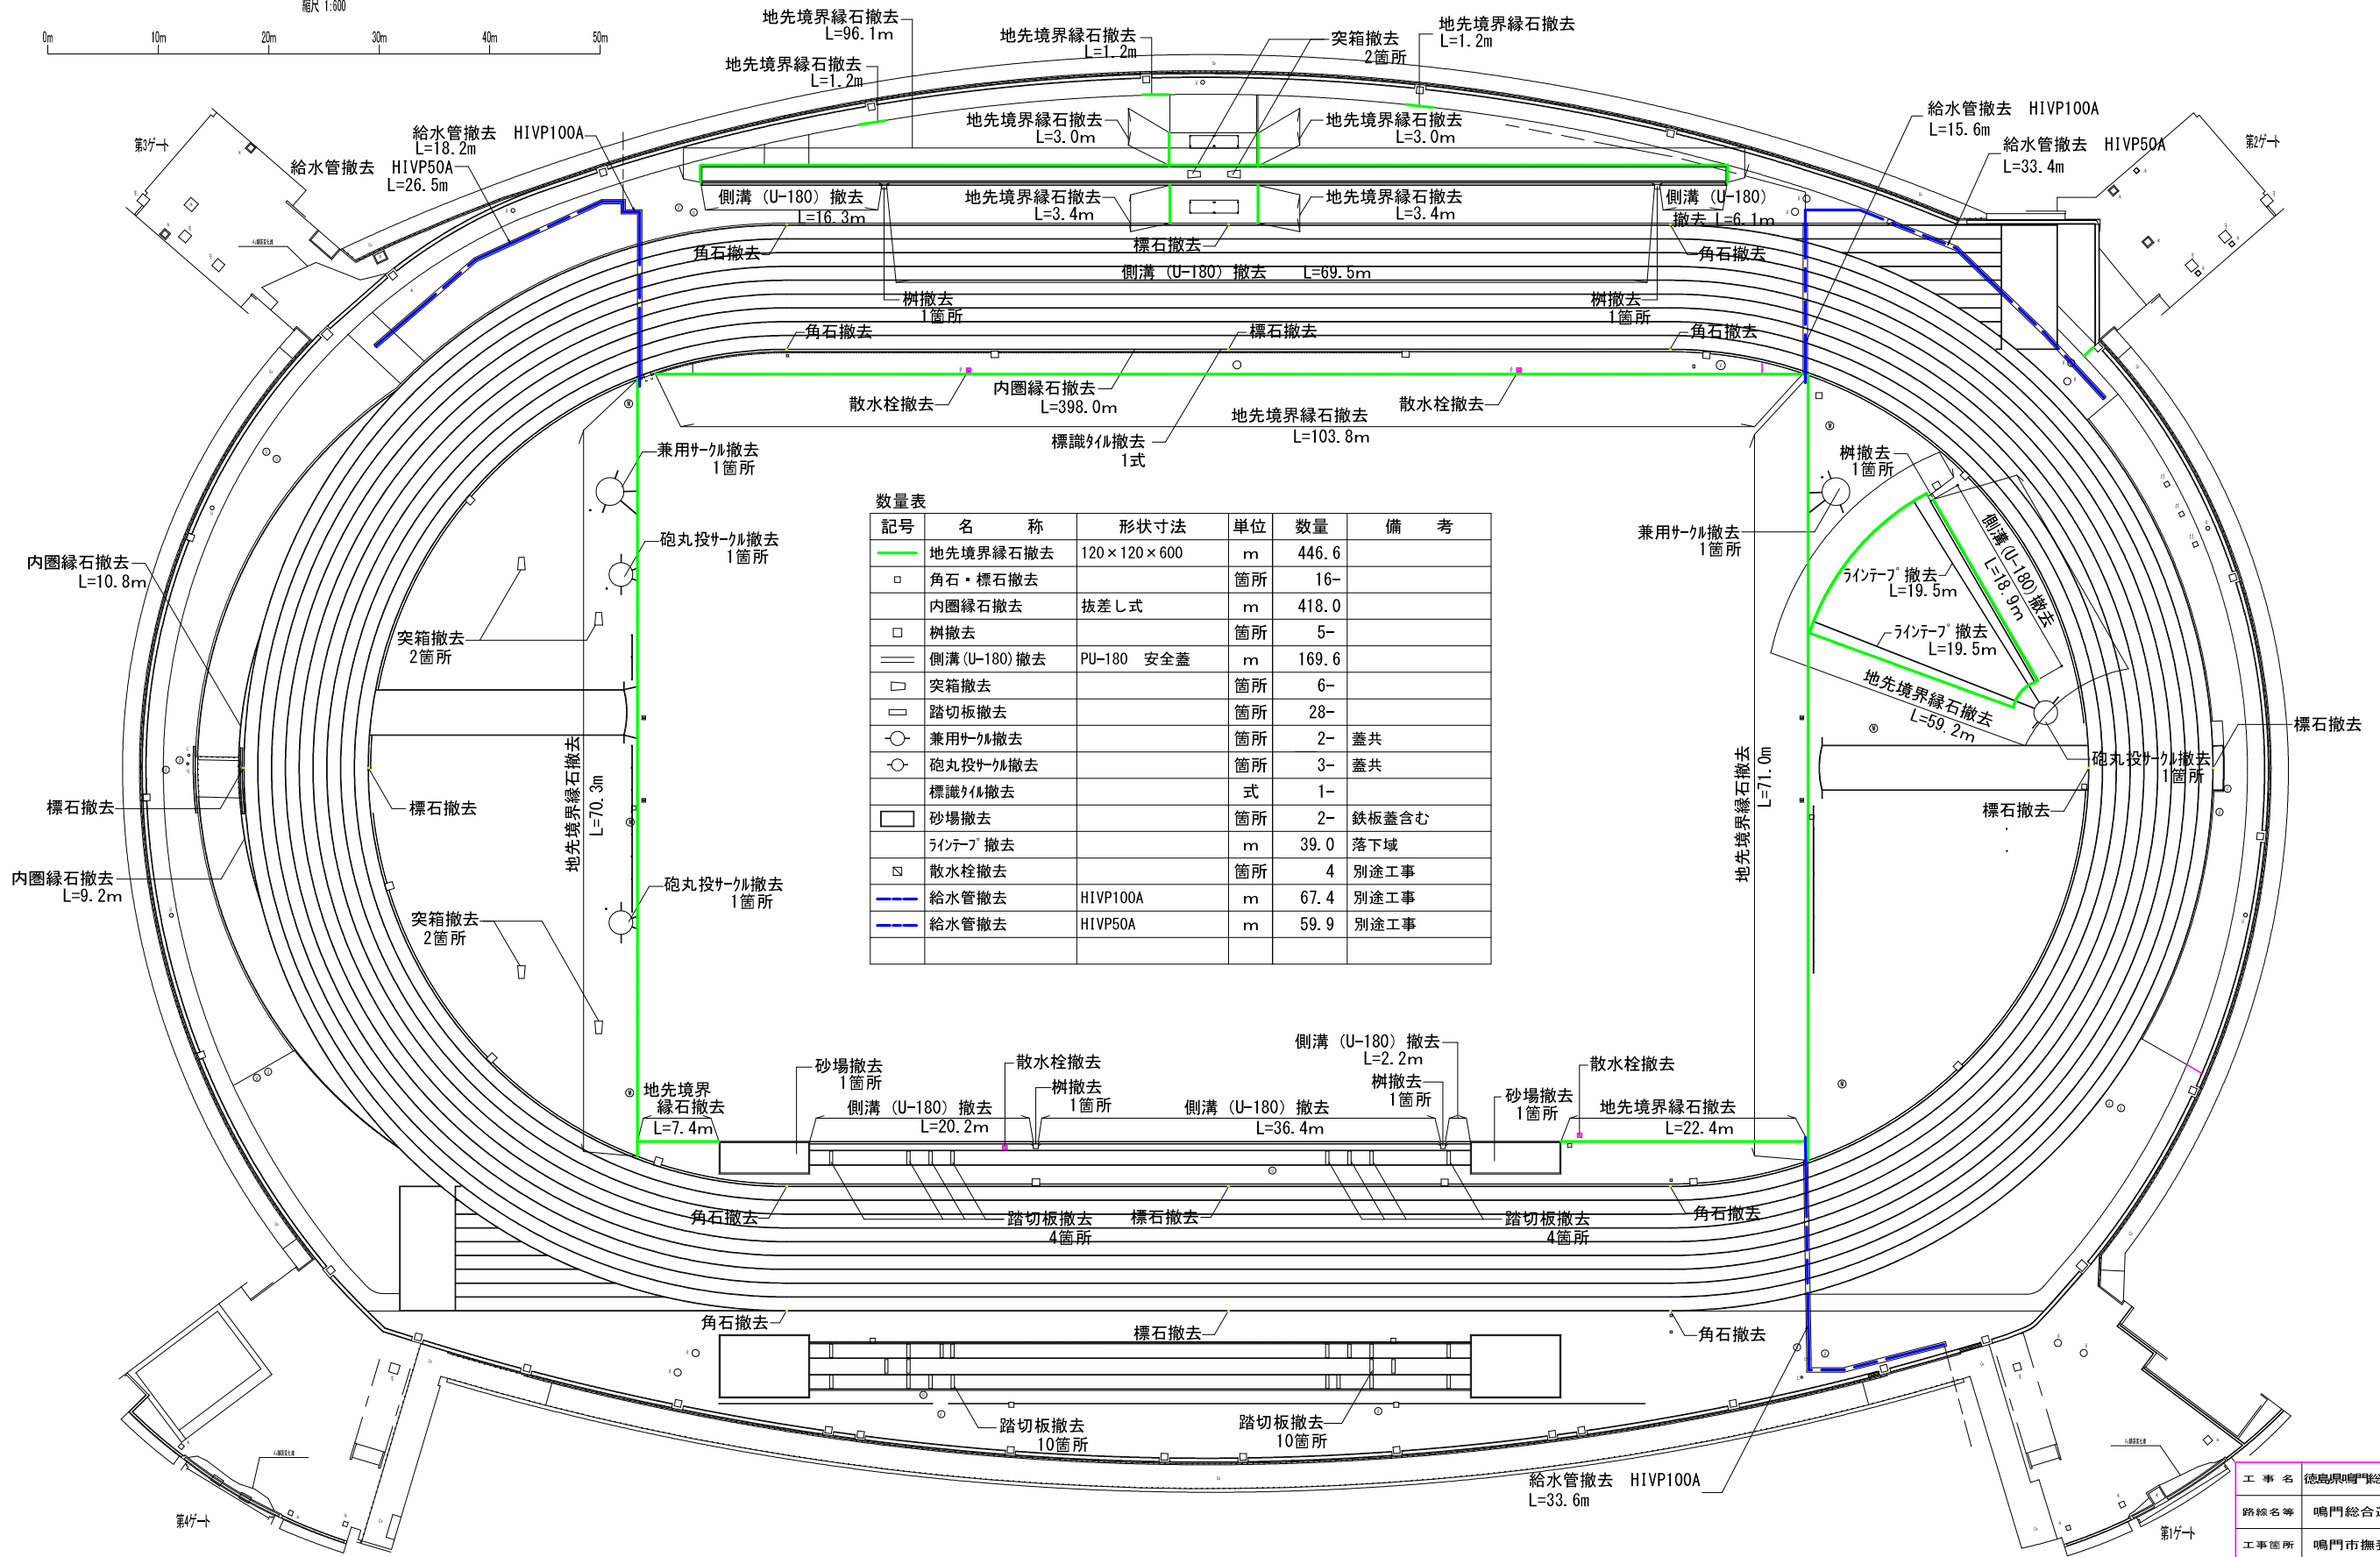 縮尺 1:600
0m 10m 20m 30m 40m 50m
地先境界縁石撤去
L=96.1m
地先境界縁石撤去
L=1.2m
地先境界縁石撤去
L=1.2m
突箱撤去
2箇所
地先境界縁石撤去
L=1.2m
第3ゲート
給水管撤去 HIVP100A
L=18.2m
給水管撤去 HIVP50A
L=26.5m
地先境界縁石撤去
L=3.0m
地先境界縁石撤去
L=3.0m
給水管撤去 HIVP100A
L=15.6m
給水管撤去 HIVP50A
L=33.4m
第2ゲート
側溝（U-180）撤去
L=16.3m
地先境界縁石撤去
L=3.4m
地先境界縁石撤去
L=3.4m
側溝（U-180）
撤去 L=6.1m
角石撤去
標石撤去
角石撤去
側溝（U-180）撤去 L=69.5m
桝撤去
1箇所
桝撤去
1箇所
角石撤去
標石撤去
角石撤去
内圏縁石撤去
L=398.0m
散水栓撤去
散水栓撤去
地先境界縁石撤去
L=103.8m
標識ﾀｲﾙ撤去
1式
兼用ｻｰｸﾙ撤去
1箇所
桝撤去
1箇所
砲丸投ｻｰｸﾙ撤去
1箇所
兼用ｻｰｸﾙ撤去
1箇所
側溝(U-180)撤去
L=18.9m
ﾗｲﾝﾃｰﾌﾟ撤去
L=19.5m
ﾗｲﾝﾃｰﾌﾟ撤去
L=19.5m
地先境界縁石撤去
L=59.2m
内圏縁石撤去
L=10.8m
突箱撤去
2箇所
標石撤去
砲丸投ｻｰｸﾙ撤去
1箇所
標石撤去
標石撤去
標石撤去
地先境界縁石撤去
L=70.3m
地先境界縁石撤去
L=71.0m
内圏縁石撤去
L=9.2m
砲丸投ｻｰｸﾙ撤去
1箇所
突箱撤去
2箇所
数量表
記号 名 称 形状寸法 単位 数量 備 考
地先境界縁石撤去 120×120×600 m 446.6
角石・標石撤去 箇所 16-
内圏縁石撤去 抜差し式 m 418.0
桝撤去 箇所 5-
側溝(U-180)撤去 PU-180 安全蓋 m 169.6
突箱撤去 箇所 6-
踏切板撤去 箇所 28-
兼用ｻｰｸﾙ撤去 箇所 2- 蓋共
砲丸投ｻｰｸﾙ撤去 箇所 3- 蓋共
標識ﾀｲﾙ撤去 式 1-
砂場撤去 箇所 2- 鉄板蓋含む
ﾗｲﾝﾃｰﾌﾟ撤去 m 39.0 落下域
散水栓撤去 箇所 4 別途工事
給水管撤去 HIVP100A m 67.4 別途工事
給水管撤去 HIVP50A m 59.9 別途工事
地先境界
縁石撤去
L=7.4m
砂場撤去
1箇所
散水栓撤去
桝撤去
1箇所
側溝（U-180）撤去
L=20.2m
側溝（U-180）撤去
L=36.4m
側溝（U-180）撤去
L=2.2m
桝撤去
1箇所
砂場撤去
1箇所
散水栓撤去
地先境界縁石撤去
L=22.4m
角石撤去
踏切板撤去
4箇所
標石撤去
踏切板撤去
4箇所
角石撤去
角石撤去
標石撤去
角石撤去
踏切板撤去
10箇所
踏切板撤去
10箇所
給水管撤去 HIVP100A
L=33.6m
第4ゲート
第1ゲート
工 事 名 徳島県鳴門総
路線名等 鳴門総合
工事箇所 鳴門市撫